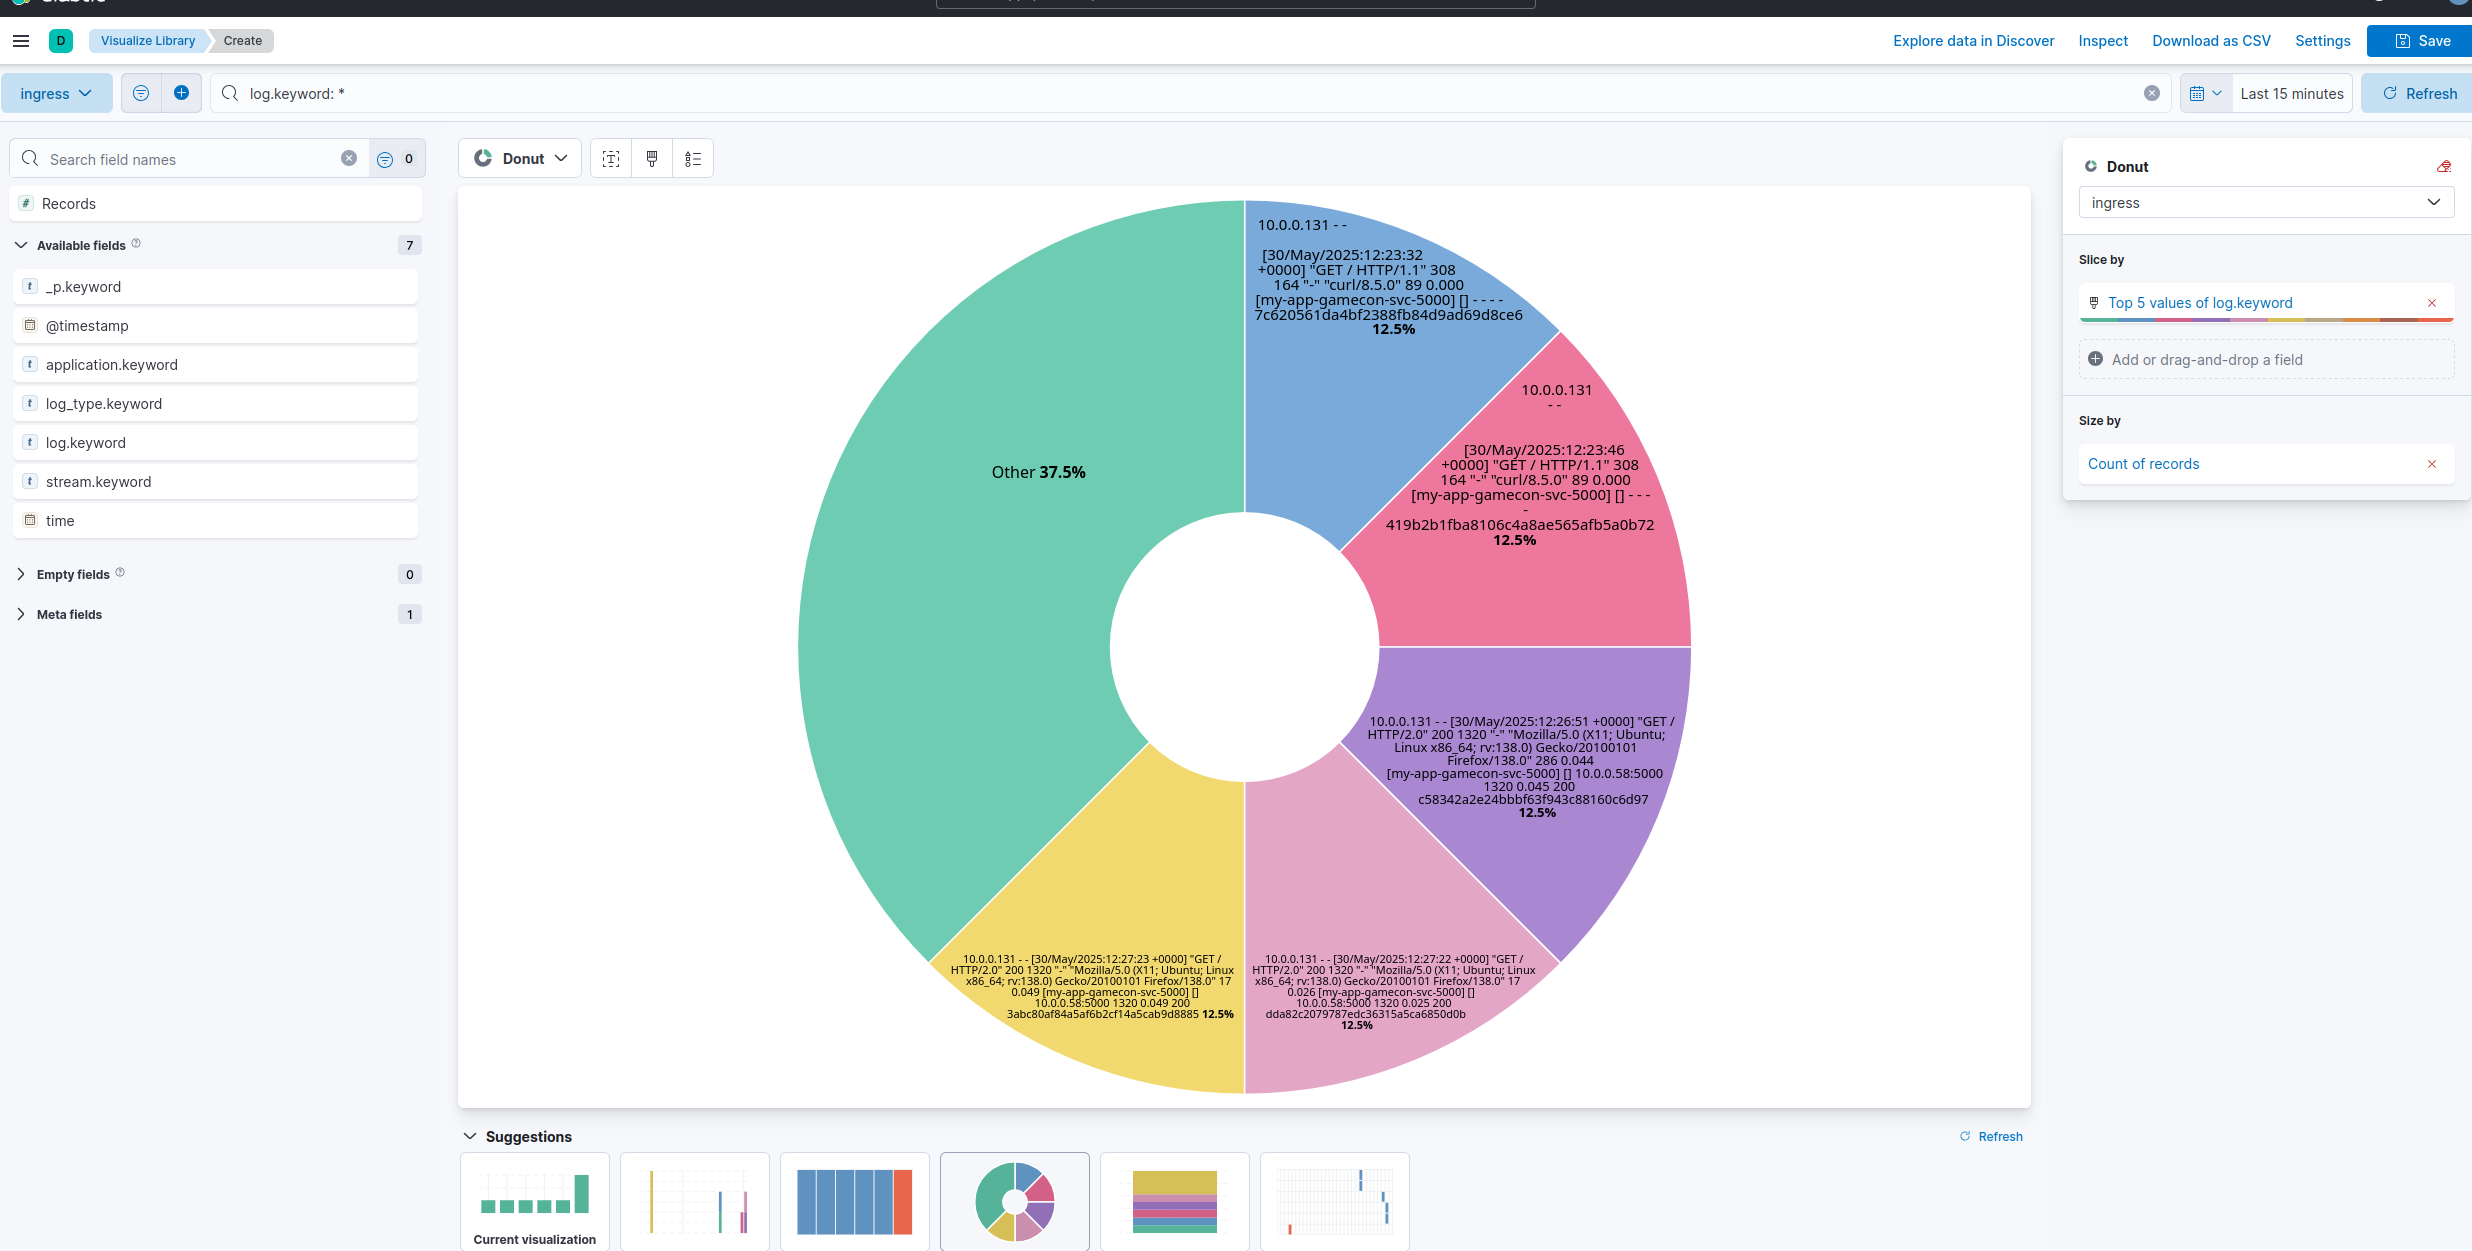 Visualize Library
Create
Explore data in Discover
Inspect
Download as CSV
Settings
Save
D
ingress
log.keyword: *
Last 15 minutes
Refresh
Search field names
0
Records
Available fields
7
_p.keyword
@timestamp
application.keyword
log_type.keyword
log.keyword
stream.keyword
time
Empty fields
0
Meta fields
1
Donut
10.0.0.131 - -
[30/May/2025:12:23:32
+0000] "GET / HTTP/1.1" 308
164 "-" "curl/8.5.0" 89 0.000
[my-app-gamecon-svc-5000] [] - - - -
7c620561da4bf2388fb84d9ad69d8ce6
12.5%
10.0.0.131
- -
[30/May/2025:12:23:46
+0000] "GET / HTTP/1.1" 308
164 "-" "curl/8.5.0" 89 0.000
[my-app-gamecon-svc-5000] [] - - -
-
419b2b1fba8106c4a8ae565afb5a0b72
12.5%
Other 37.5%
10.0.0.131 - - [30/May/2025:12:26:51 +0000] "GET /
HTTP/2.0" 200 1320 "-" "Mozilla/5.0 (X11; Ubuntu;
Linux x86_64; rv:138.0) Gecko/20100101
Firefox/138.0" 286 0.044
[my-app-gamecon-svc-5000] [] 10.0.0.58:5000
1320 0.045 200
c58342a2e24bbbf63f943c88160c6d97
12.5%
10.0.0.131 - - [30/May/2025:12:27:23 +0000] "GET /
HTTP/2.0" 200 1320 "-" "Mozilla/5.0 (X11; Ubuntu; Linux
x86_64; rv:138.0) Gecko/20100101 Firefox/138.0" 17
0.049 [my-app-gamecon-svc-5000] []
10.0.0.58:5000 1320 0.049 200
3abc80af84a5af6b2cf14a5cab9d8885 12.5%
10.0.0.131 - - [30/May/2025:12:27:22 +0000] "GET /
HTTP/2.0" 200 1320 "-" "Mozilla/5.0 (X11; Ubuntu; Linux
x86_64; rv:138.0) Gecko/20100101 Firefox/138.0" 17
0.026 [my-app-gamecon-svc-5000] []
10.0.0.58:5000 1320 0.025 200
dda82c2079787edc36315a5ca6850d0b
12.5%
Donut
ingress
Slice by
Top 5 values of log.keyword
Add or drag-and-drop a field
Size by
Count of records
Suggestions
Refresh
Current visualization